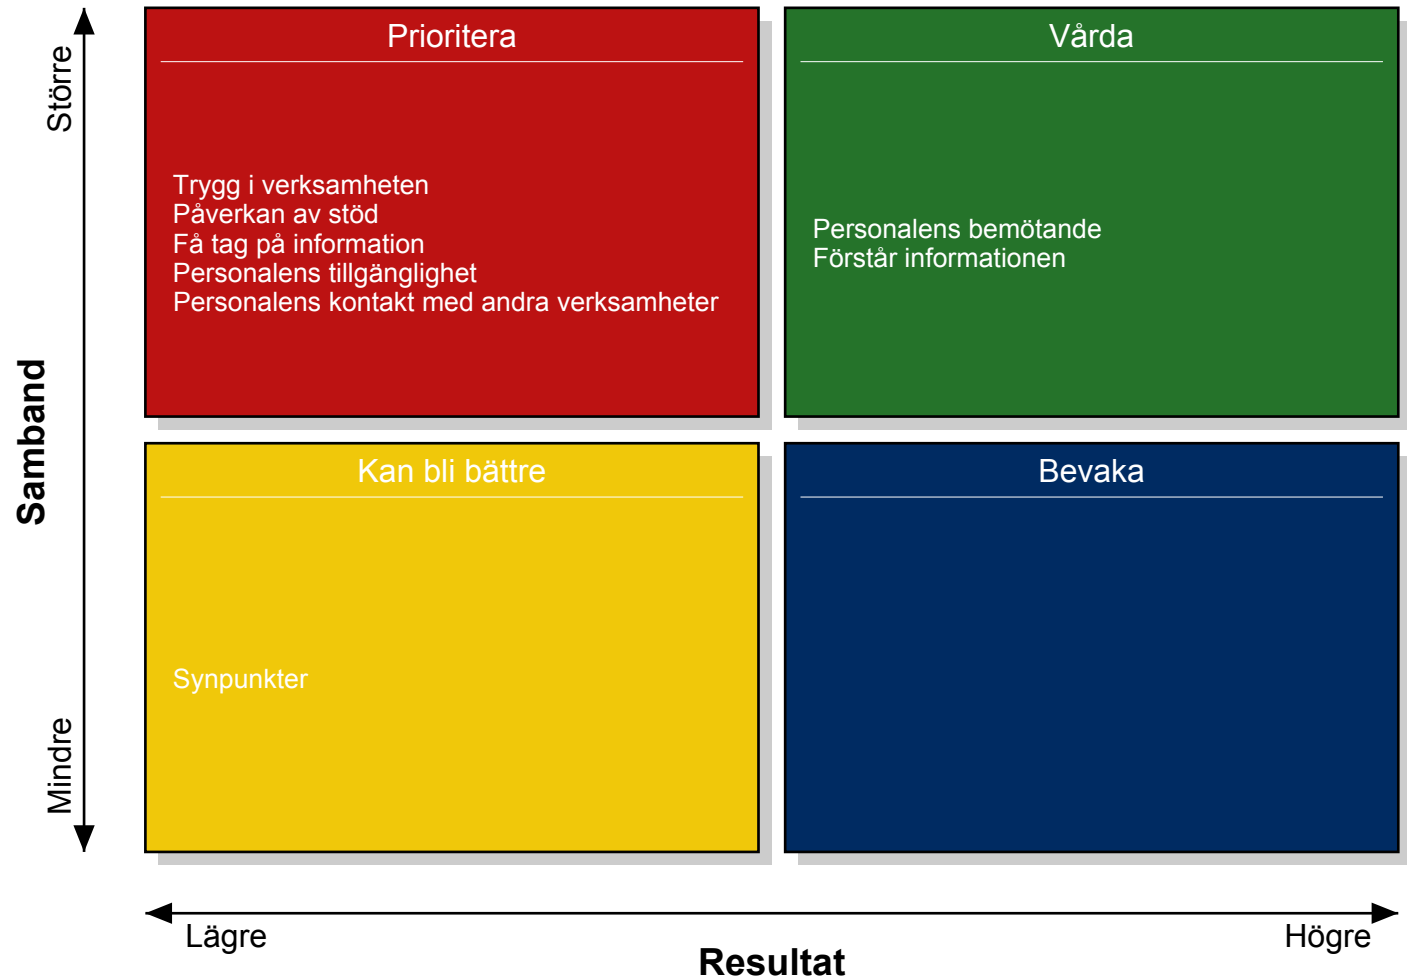 Prioritera
Trygg i verksamheten
Påverkan av stöd
Få tag på information
Personalens tillgänglighet
Personalens kontakt med andra verksamheter
Vårda
Personalens bemötande
Förstår informationen
Kan bli bättre
Synpunkter
Bevaka
Större
Samband
Mindre
Lägre
Resultat
Högre